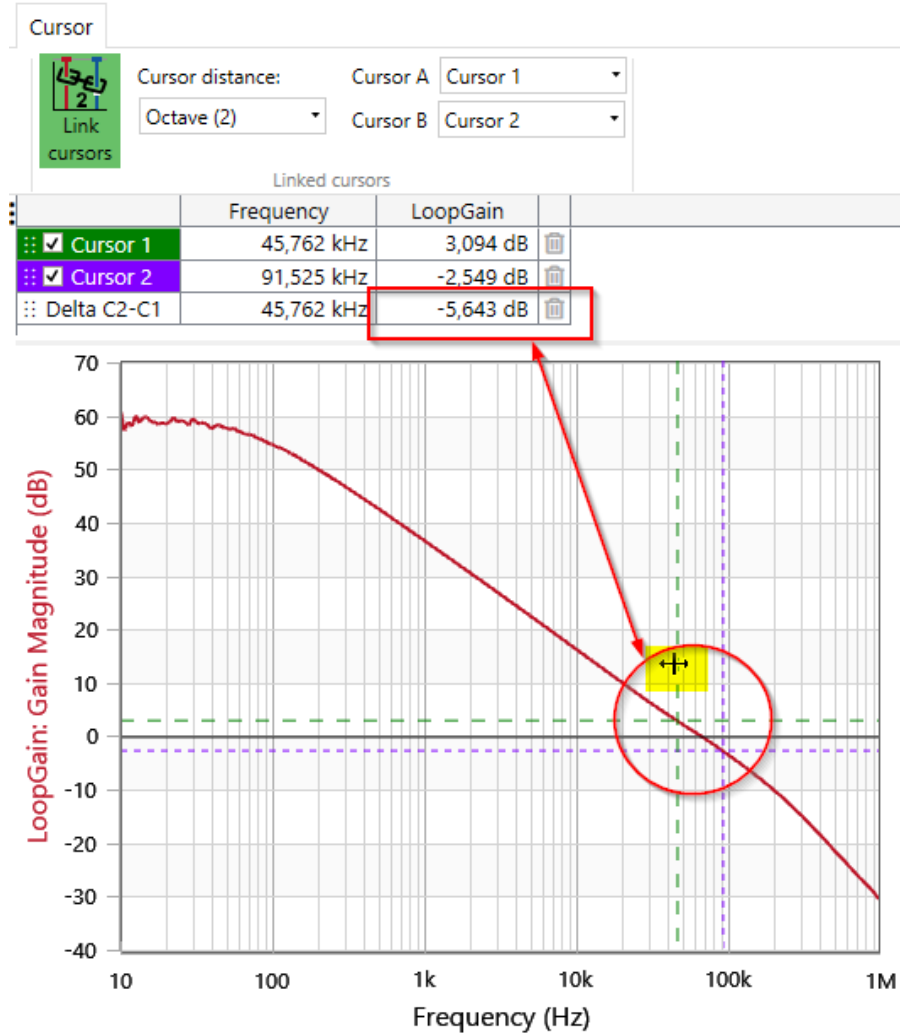 Cursor
Cursor distance: Cursor A Cursor 1
2 Octave (2) Cursor B Cursor 2
Link
cursors
Linked cursors
Frequency LoopGain
Cursor 1 45,762 kHz 3,094 dB
Cursor 2 91,525 kHz -2,549 dB
Delta C2-C1 45,762 kHz -5,643 dB
70
60
50
40
30
20
10
0
-10
-20
-30
-40
LoopGain: Gain Magnitude (dB)
10 100 1k 10k 100k 1M
Frequency (Hz)